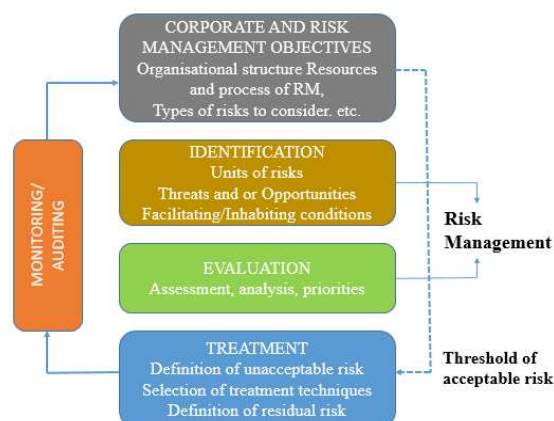 CORPORATE AND RISK
MANAGEMENT OBJECTIVES
Organisational structure Resources
and process of RM,
Types of risks to consider. etc.
IDENTIFICATION
Units of risks
Threats and or Opportunities
Facilitating/Inhabiting conditions
EVALUATION
Assessment, analysis, priorities
TREATMENT
Definition of unacceptable risk
Selection of treatment techniques
Definition of residual risk
MONITORING/
AUDITING
Risk
Management
Threshold of
acceptable risk